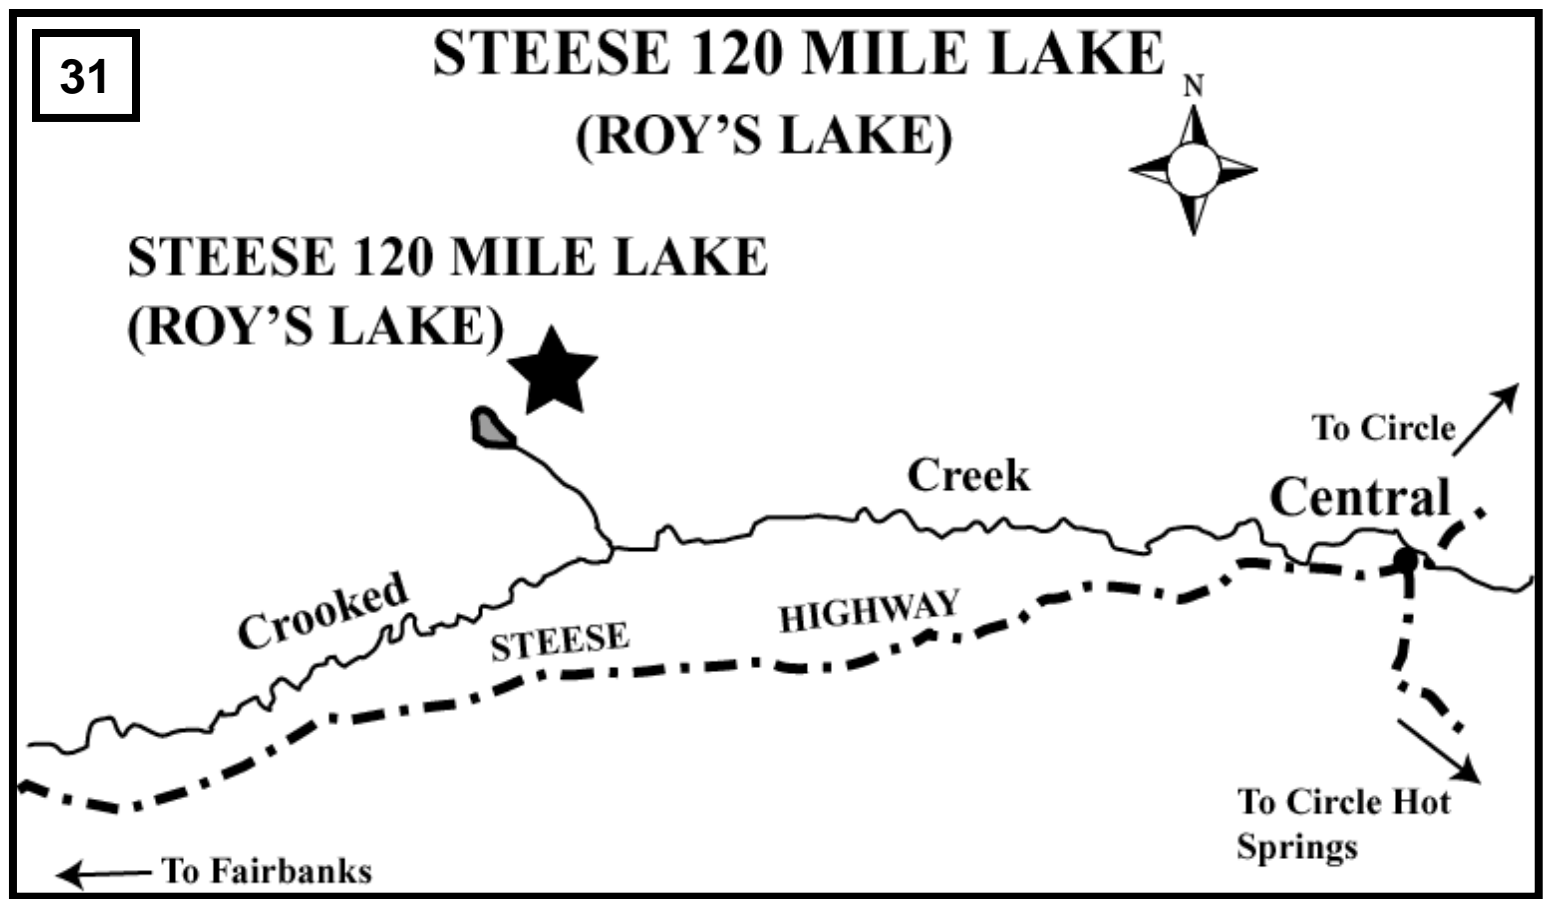 31
STEESE 120 MILE LAKE
(ROY'S LAKE)
N
STEESE 120 MILE LAKE
(ROY'S LAKE)
To Circle
Creek
Central
Crooked
STEESE
HIGHWAY
To Circle Hot
Springs
To Fairbanks